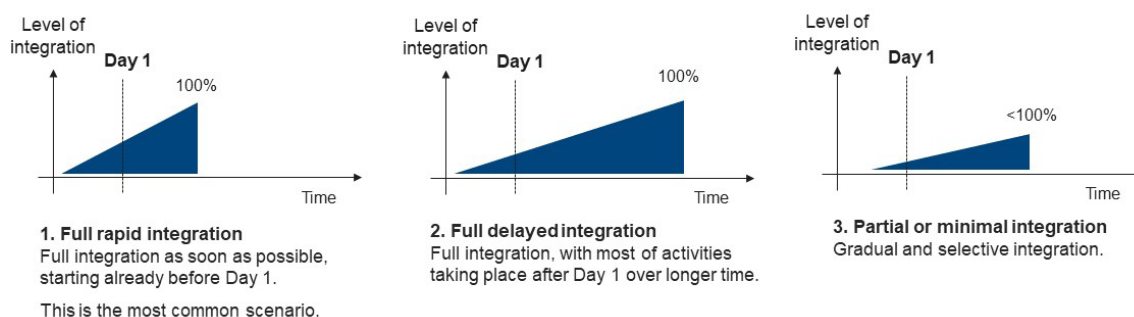 Level of
integration
Day 1
100%
Time
1. Full rapid integration
Full integration as soon as possible,
starting already before Day 1.
This is the most common scenario.
Level of
integration
Day 1
100%
Time
2. Full delayed integration
Full integration, with most of activities
taking place after Day 1 over longer time.
Level of
integration
Day 1
<100%
Time
3. Partial or minimal integration
Gradual and selective integration.